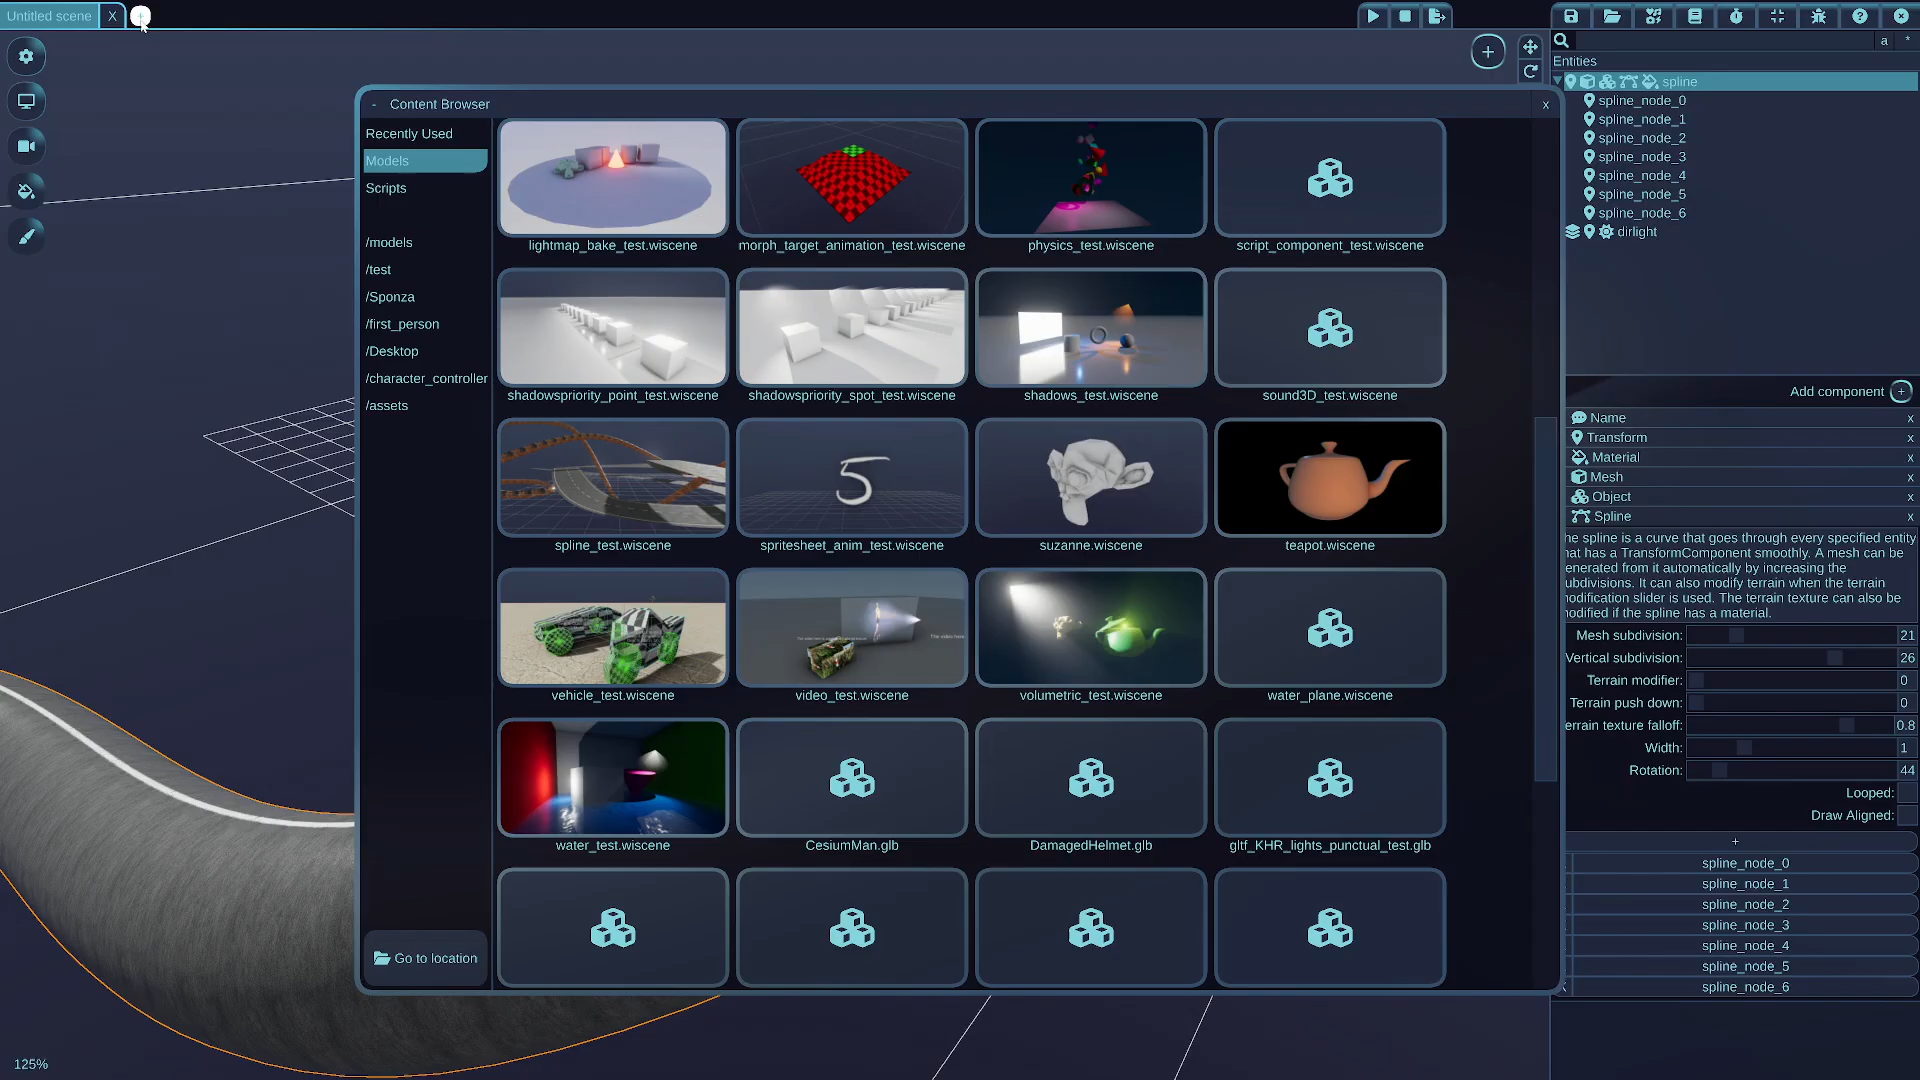 Untitled scene X
a *
Entities
spline
spline_node_0
spline_node_1
spline_node_2
spline_node_3
spline_node_4
spline_node_5
spline_node_6
dirlight
- Content Browser x
Recently Used
Models
Scripts
/models
/test
/Sponza
/first_person
/Desktop
/character_controller
/assets
Go to location
lightmap_bake_test.wiscene morph_target_animation_test.wiscene physics_test.wiscene script_component_test.wiscene
shadowspriority_point_test.wiscene shadowspriority_spot_test.wiscene shadows_test.wiscene sound3D_test.wiscene
5
spline_test.wiscene spritesheet_anim_test.wiscene suzanne.wiscene teapot.wiscene
vehicle_test.wiscene video_test.wiscene volumetric_test.wiscene water_plane.wiscene
water_test.wiscene CesiumMan.glb DamagedHelmet.glb gltf_KHR_lights_punctual_test.glb
Add component +
Name x
Transform x
Material x
Mesh x
Object x
Spline x
he spline is a curve that goes through every specified entity
hat has a TransformComponent smoothly. A mesh can be
enerated from it automatically by increasing the
ubdivisions. It can also modify terrain when the terrain
odification slider is used. The terrain texture can also be
odified if the spline has a material.
Mesh subdivision: 21
Vertical subdivision: 26
Terrain modifier: 0
Terrain push down: 0
errain texture falloff: 0.8
Width: 1
Rotation: 44
Looped:
Draw Aligned:
+
spline_node_0
spline_node_1
spline_node_2
spline_node_3
spline_node_4
spline_node_5
spline_node_6
125%